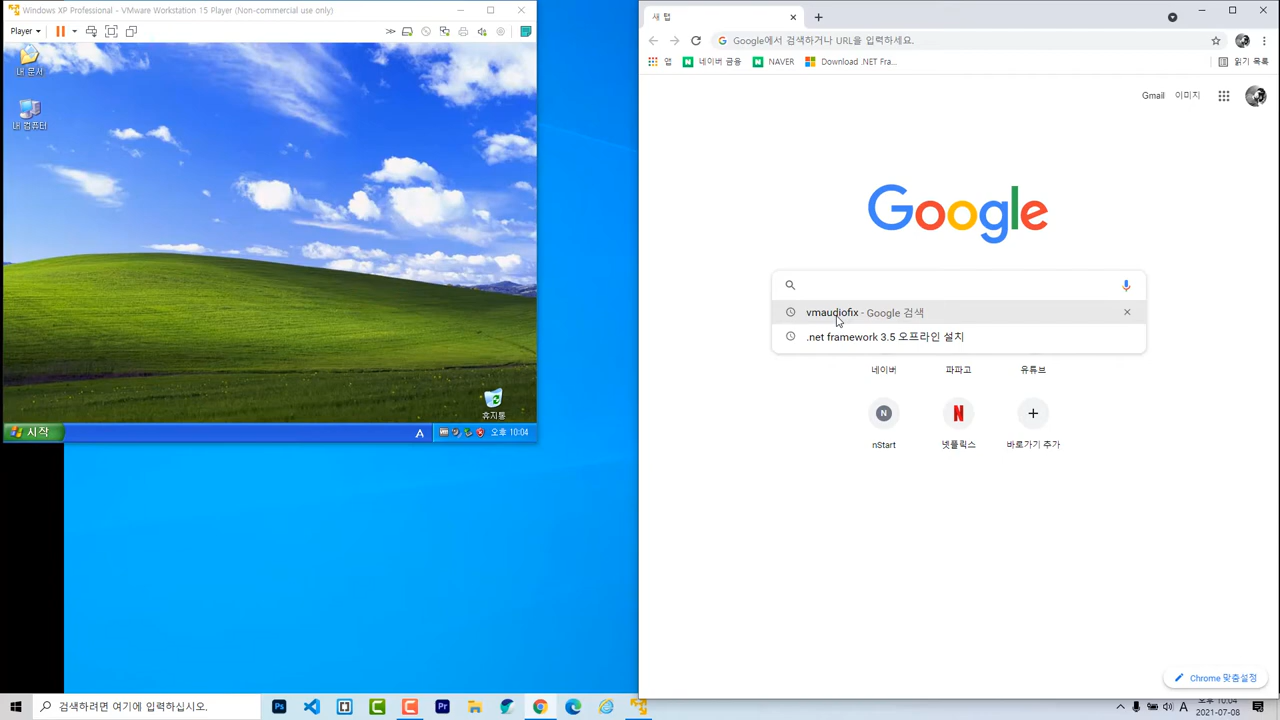 Windows XP Professional - VMware Workstation 15 Player (Non-commercial use only)
Player
내 문서
내 컴퓨터
휴지통
시작
A
오후 10:04
새 탭
Google에서 검색하거나 URL을 입력하세요.
앱
네이버 금융
NAVER
Download .NET Fra...
읽기 목록
Gmail
이미지
Google
vmaudiofix - Google 검색
.net framework 3.5 오프라인 설치
네이버
파파고
유튜브
N
N
nStart
넷플릭스
바로가기 추가
Chrome 맞춤설정
검색하려면 여기에 입력하십시오.
Ps
Pr
A
오후 10:04
2021-07-08